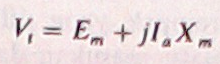 V_t = E_m + jI_a X_m